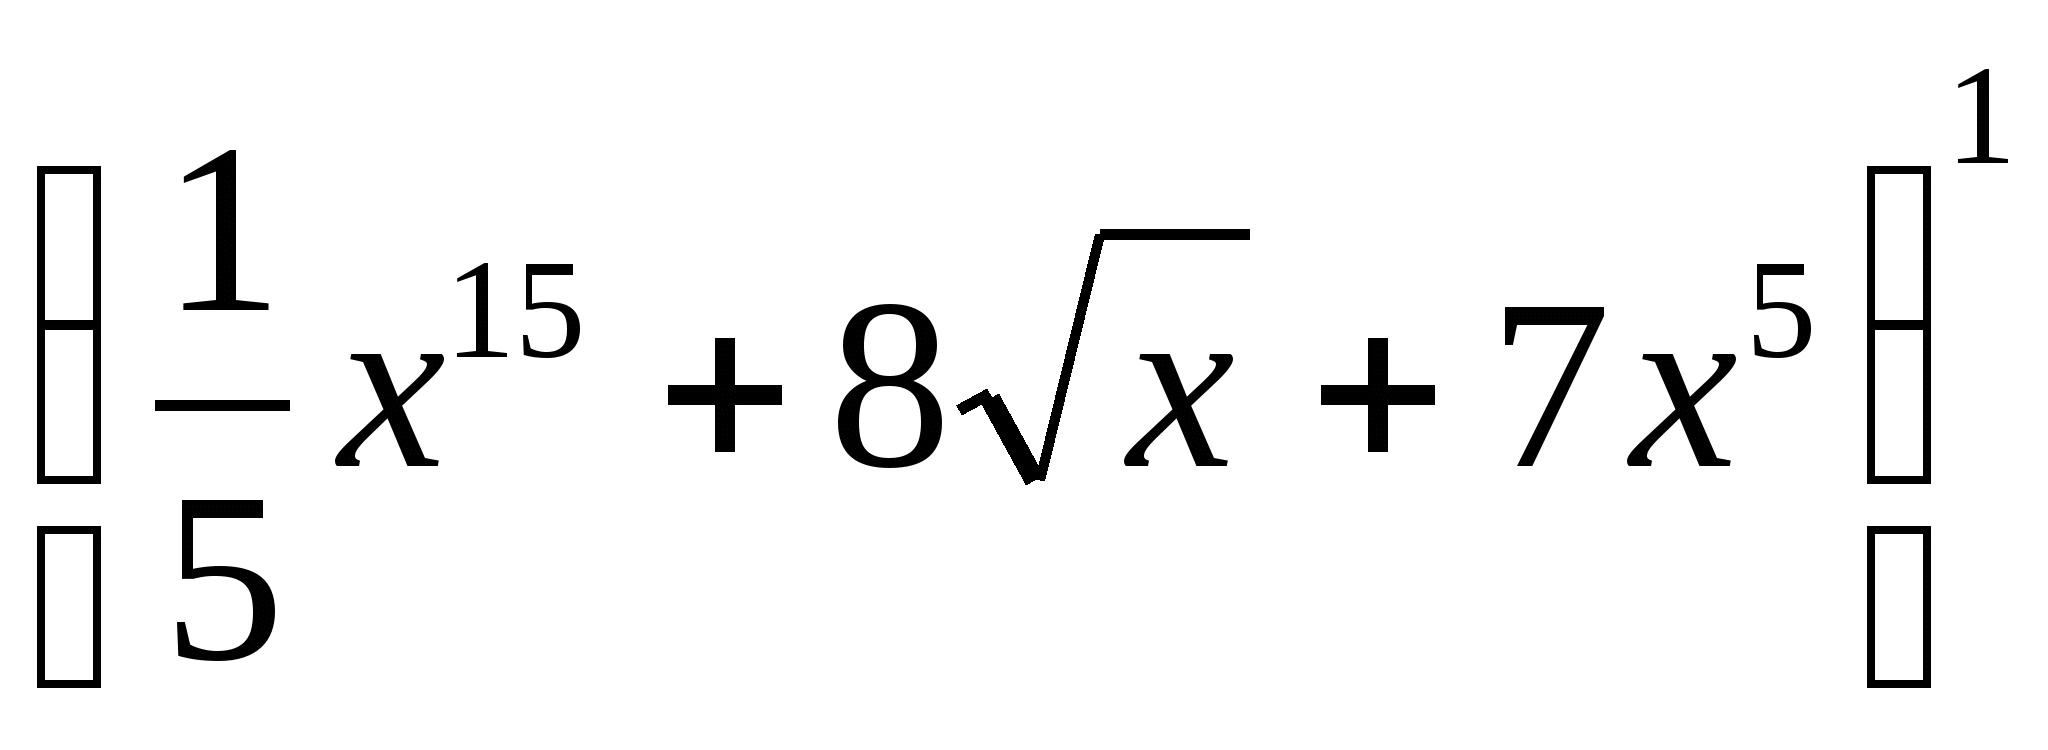 (1/5 x^15 + 8√x + 7x^5)^1